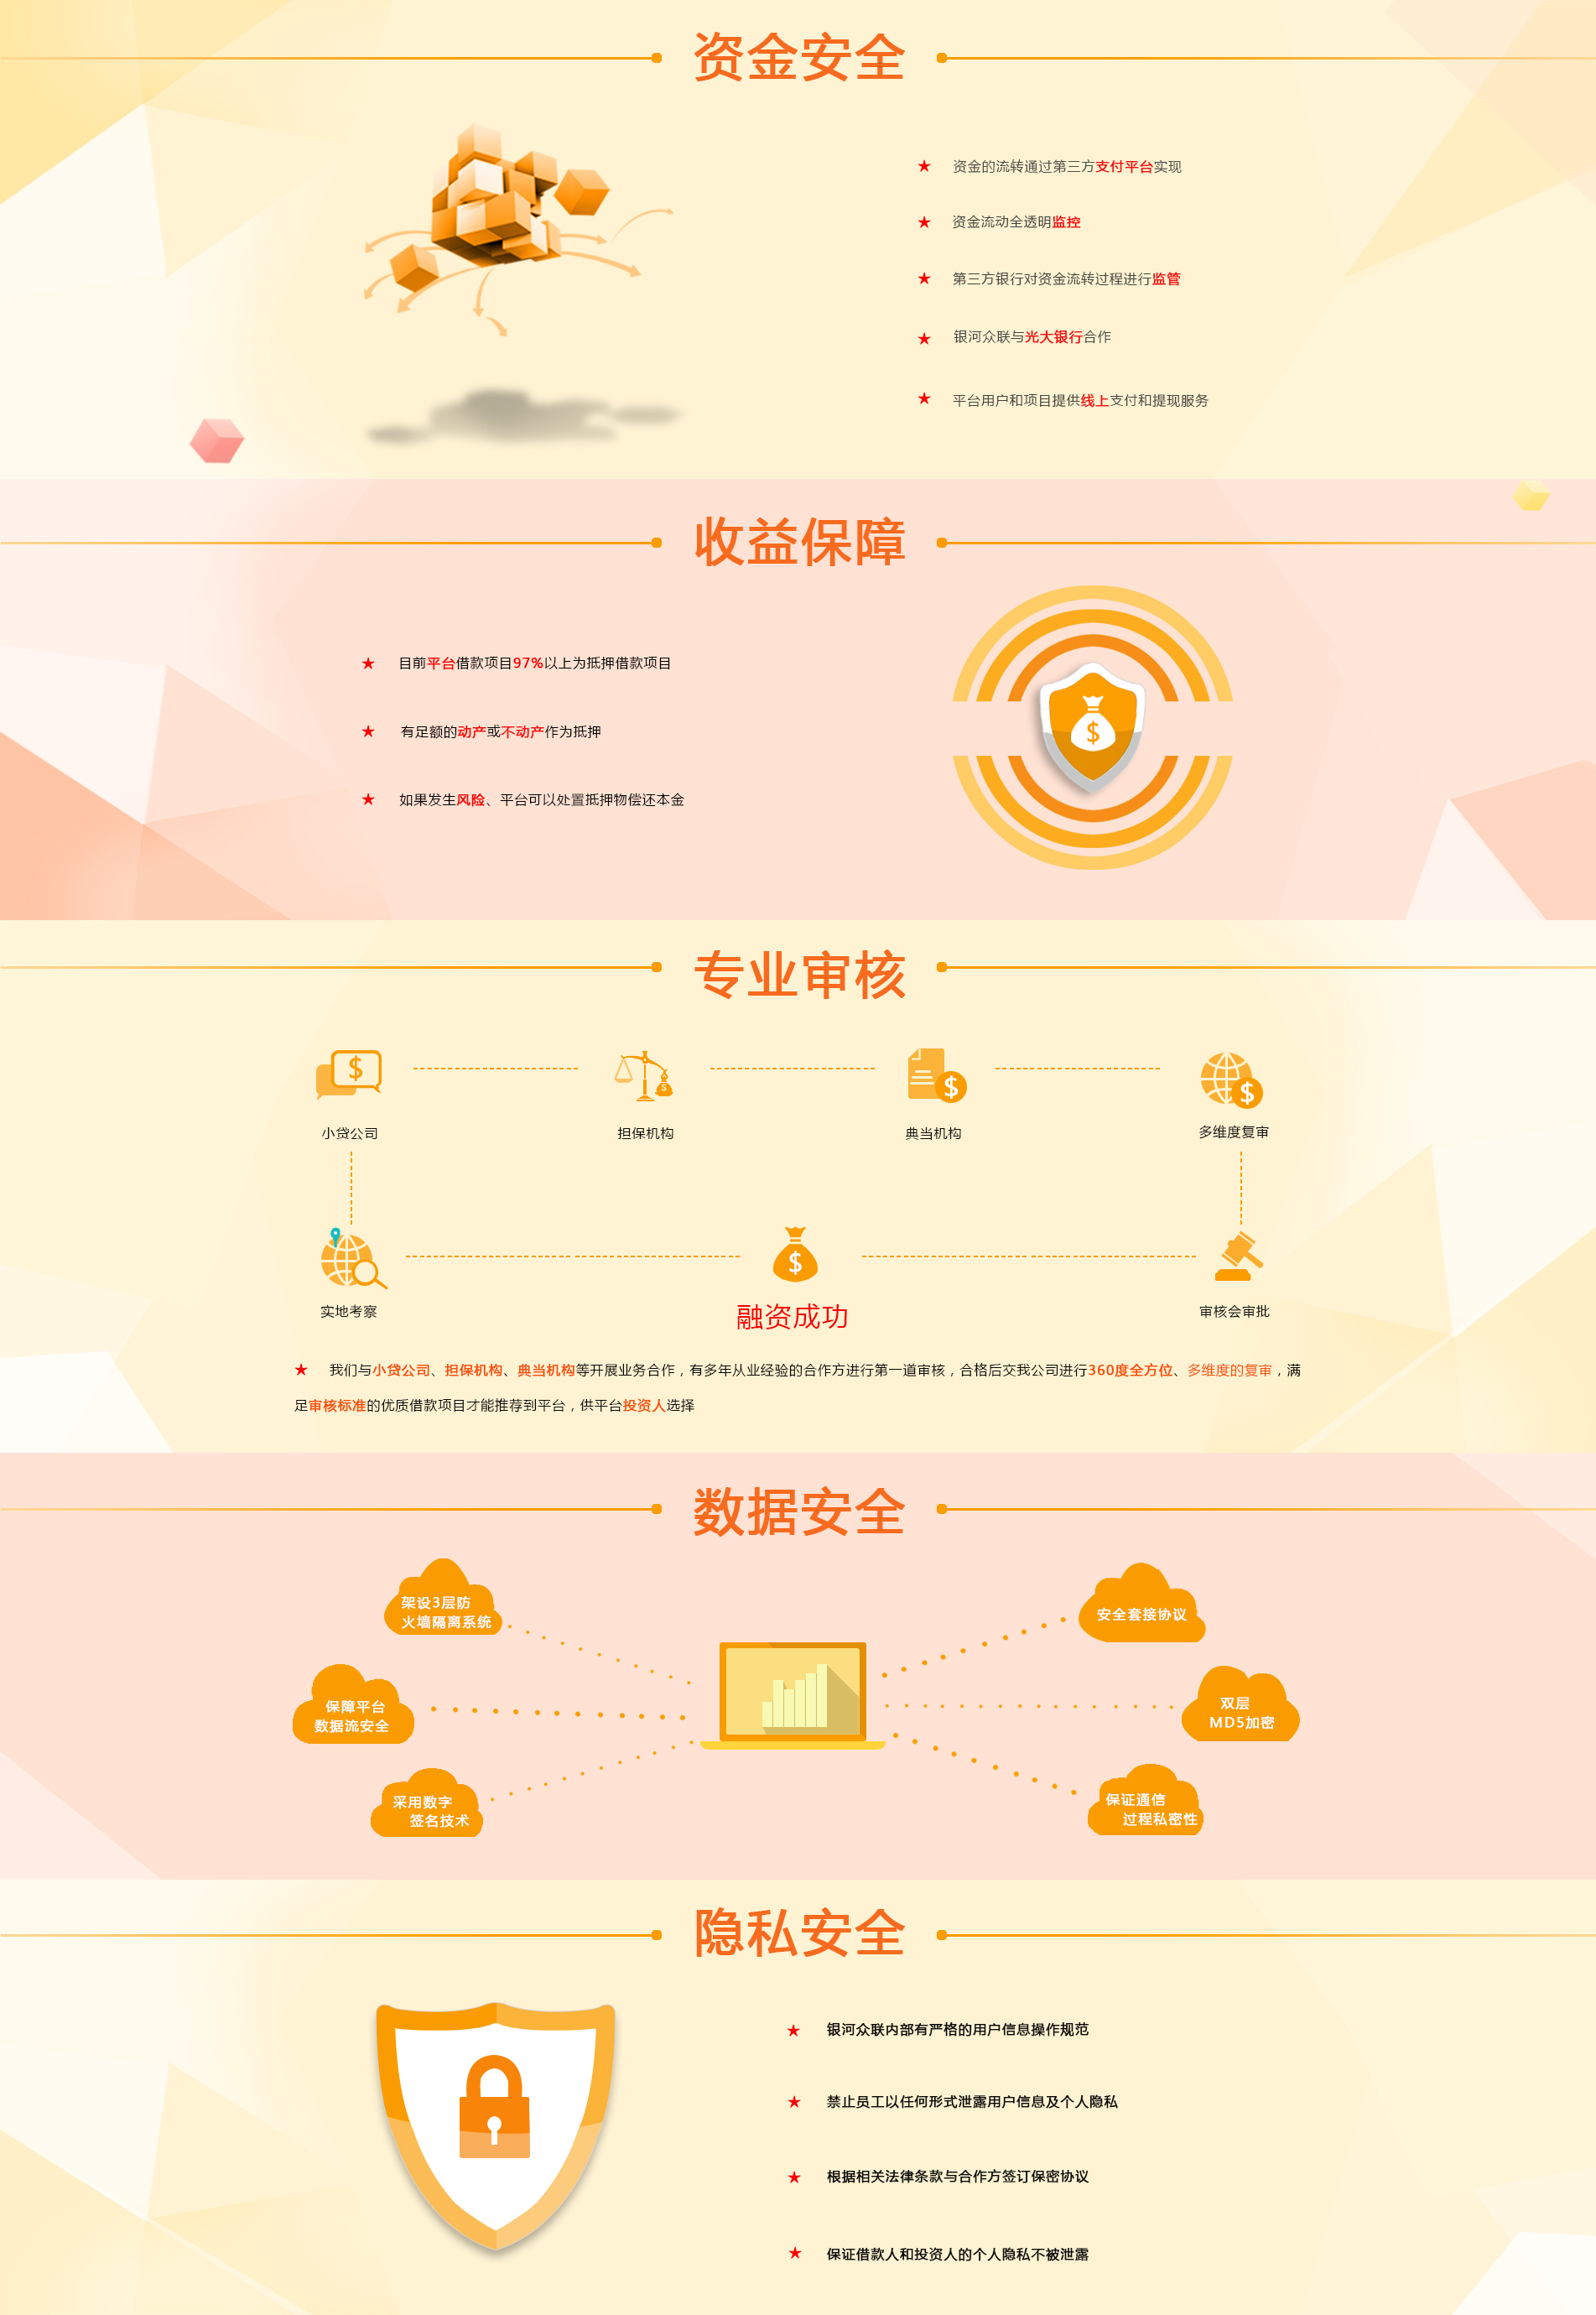 资金安全
资金的流转通过第三方支付平台实现
资金流动全透明监控
第三方银行对资金流转过程进行监管
银河众联与光大银行合作
平台用户和项目提供线上支付和提现服务
收益保障
目前平台借款项目97%以上为抵押借款项目
有足额的动产或不动产作为抵押
如果发生风险、平台可以处置抵押物偿还本金
专业审核
小贷公司
担保机构
典当机构
多维度复审
实地考察
融资成功
审核会审批
我们与小贷公司、担保机构、典当机构等开展业务合作，有多年从业经验的合作方进行第一道审核，合格后交我公司进行360度全方位、多维度的复审，满
足审核标准的优质借款项目才能推荐到平台，供平台投资人选择
数据安全
架设3层防
火墙隔离系统
安全套接协议
保障平台
数据流安全
双层
MD5加密
采用数字
签名技术
保证通信
过程私密性
隐私安全
银河众联内部有严格的用户信息操作规范
禁止员工以任何形式泄露用户信息及个人隐私
根据相关法律条款与合作方签订保密协议
保证借款人和投资人的个人隐私不被泄露